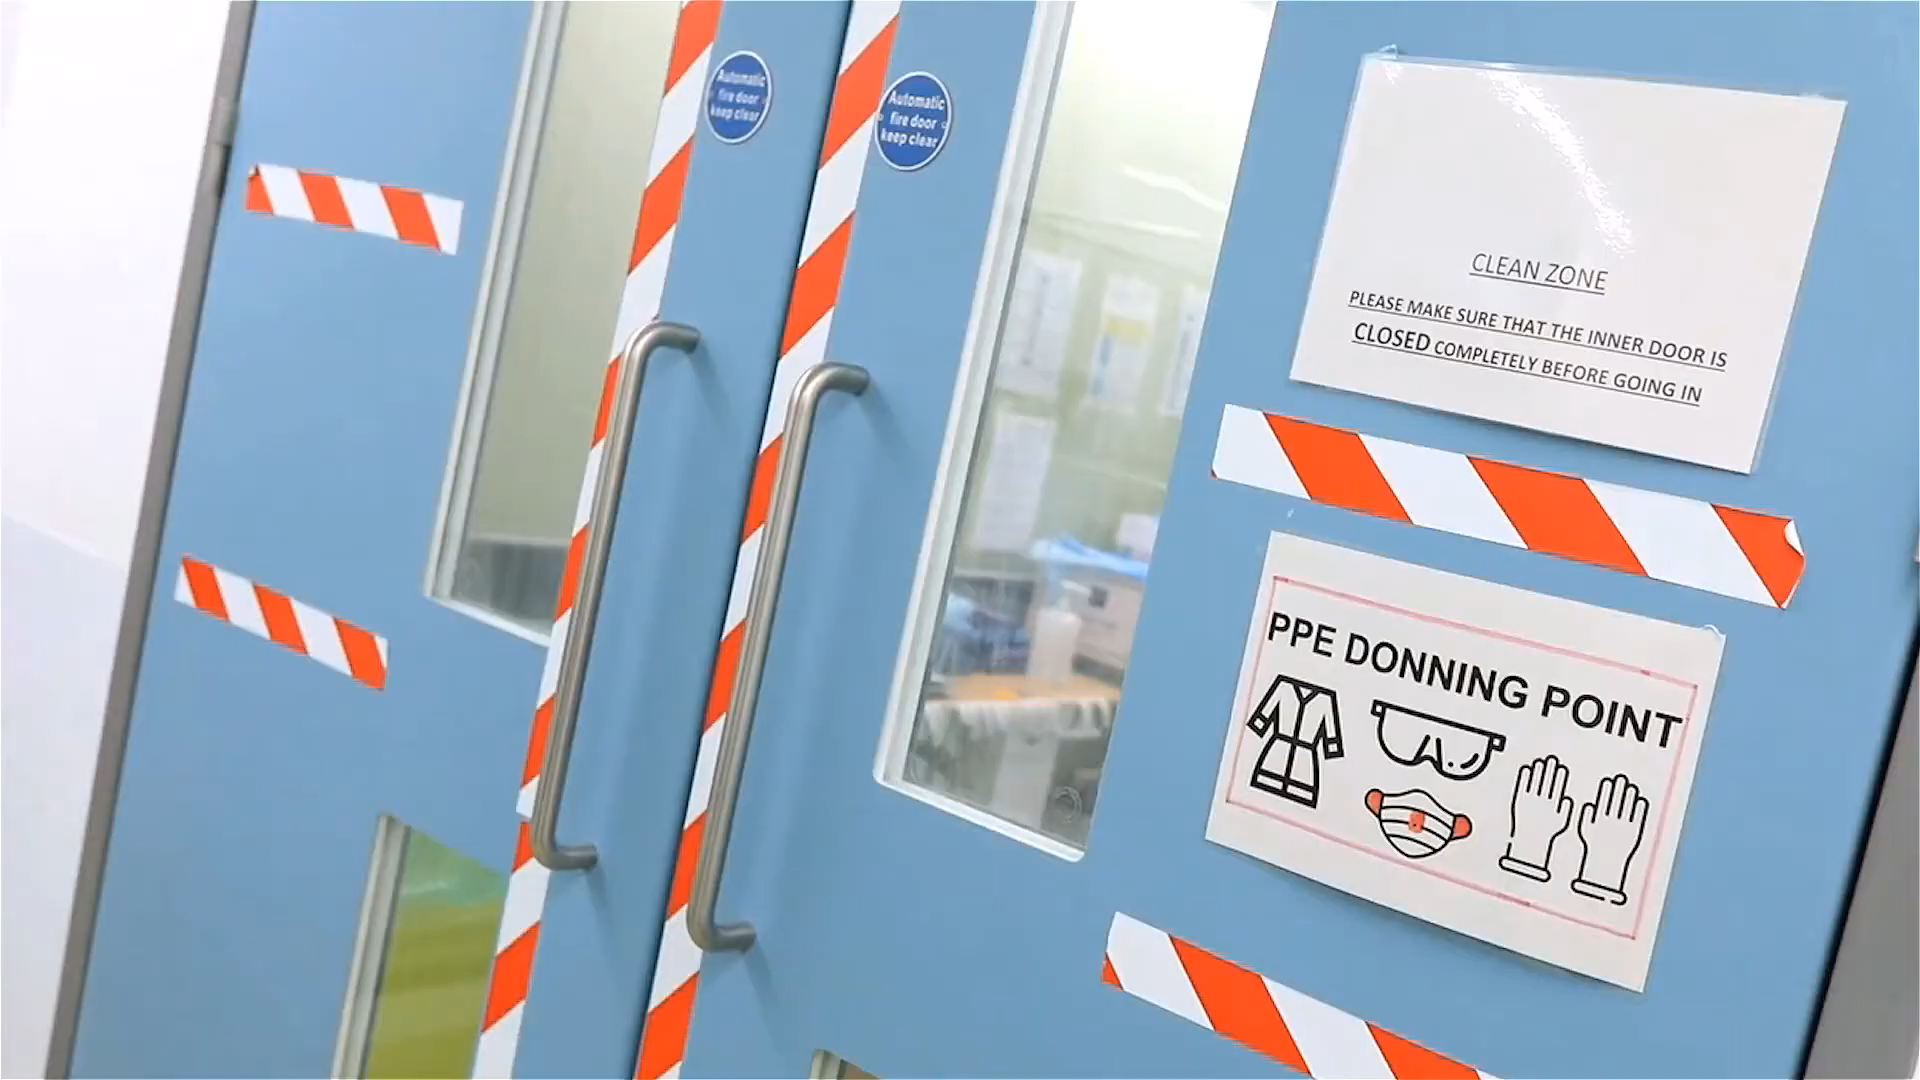 Automatic
fire door
keep clear
Automatic
fire door
keep clear
CLEAN ZONE
PLEASE MAKE SURE THAT THE INNER DOOR IS
CLOSED COMPLETELY BEFORE GOING IN
PPE DONNING POINT